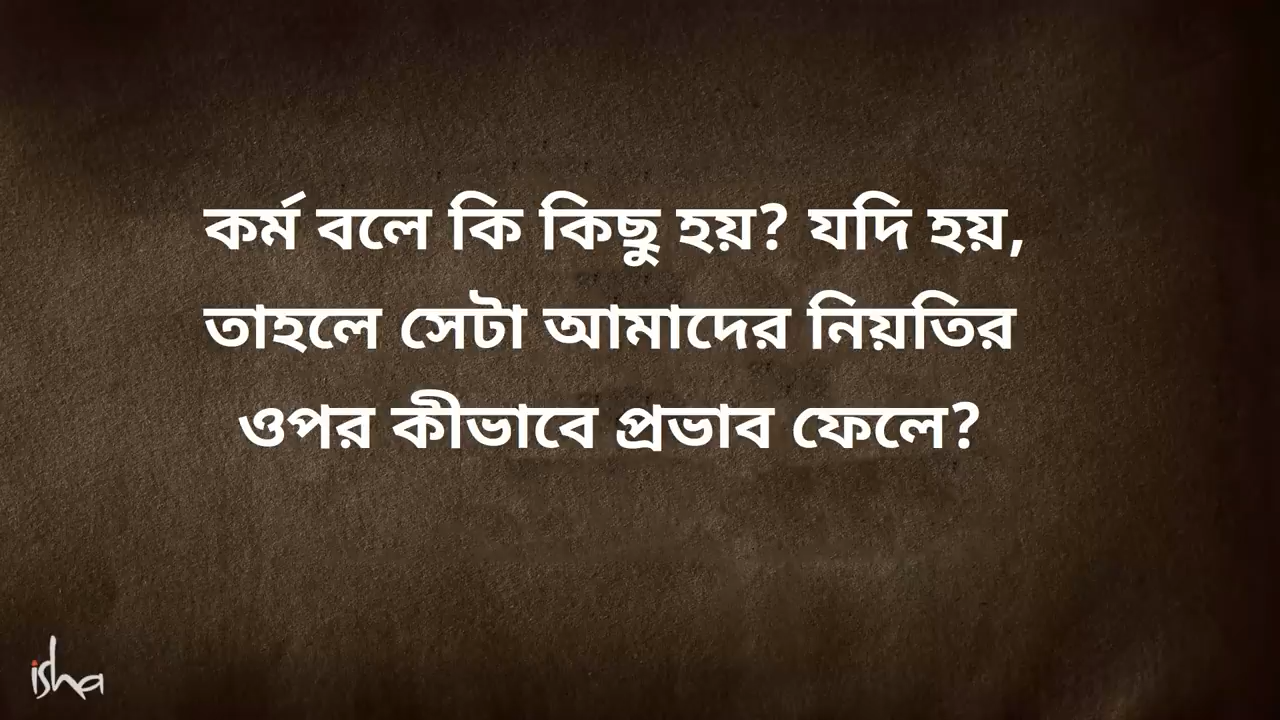 কর্ম বলে কি কিছু হয়? যদি হয়,
তাহলে সেটা আমাদের নিয়তির
ওপর কীভাবে প্রভাব ফেলে?
isha